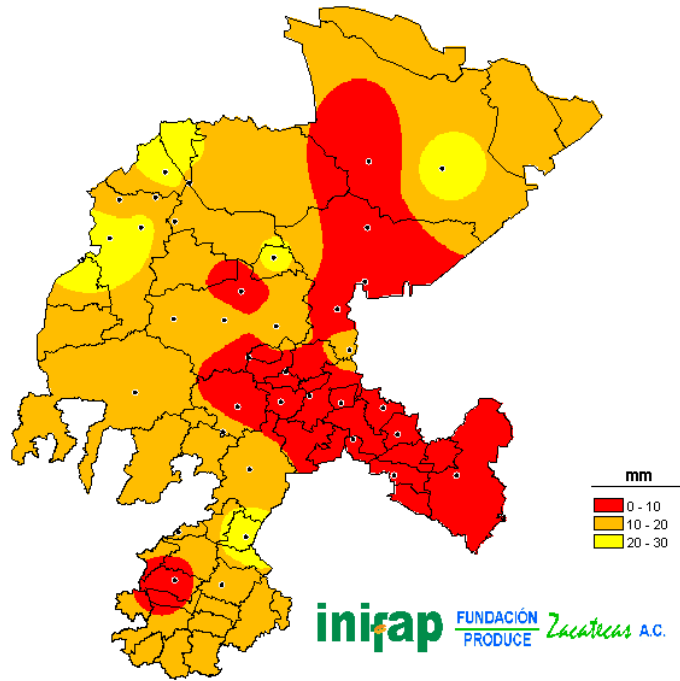 mm
0 - 10
10 - 20
20 - 30
inifap
FUNDACIÓN
PRODUCE
Zacatecas A.C.